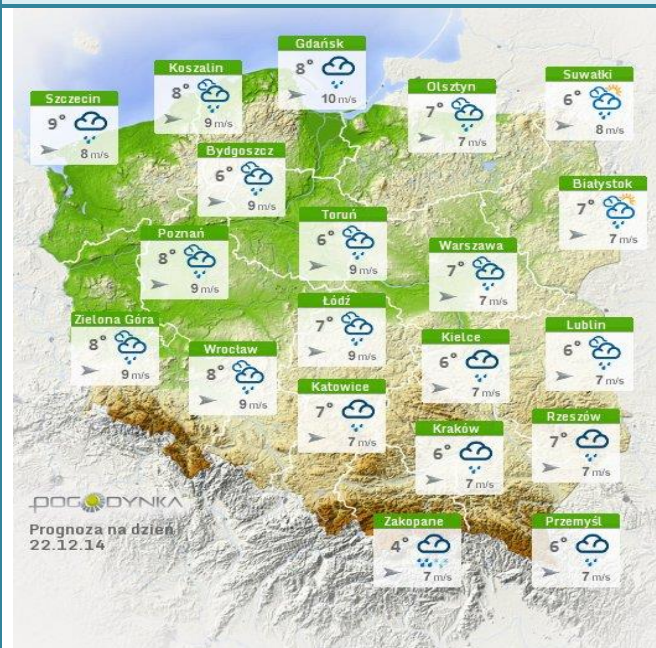 Gdańsk
8°
10 m/s
Koszalin
8°
9 m/s
Suwałki
6°
8 m/s
Olsztyn
7°
7 m/s
Szczecin
9°
8 m/s
Bydgoszcz
6°
9 m/s
Białystok
7°
7 m/s
Toruń
6°
9 m/s
Poznań
8°
9 m/s
Warszawa
7°
7 m/s
Łódź
7°
9 m/s
Zielona Góra
8°
9 m/s
Lublin
6°
7 m/s
Kielce
6°
7 m/s
Wrocław
8°
9 m/s
Katowice
7°
7 m/s
Rzeszów
7°
7 m/s
Kraków
6°
7 m/s
POGODYNKA
Prognoza na dzień
22.12.14
Zakopane
4°
7 m/s
Przemyśl
6°
7 m/s